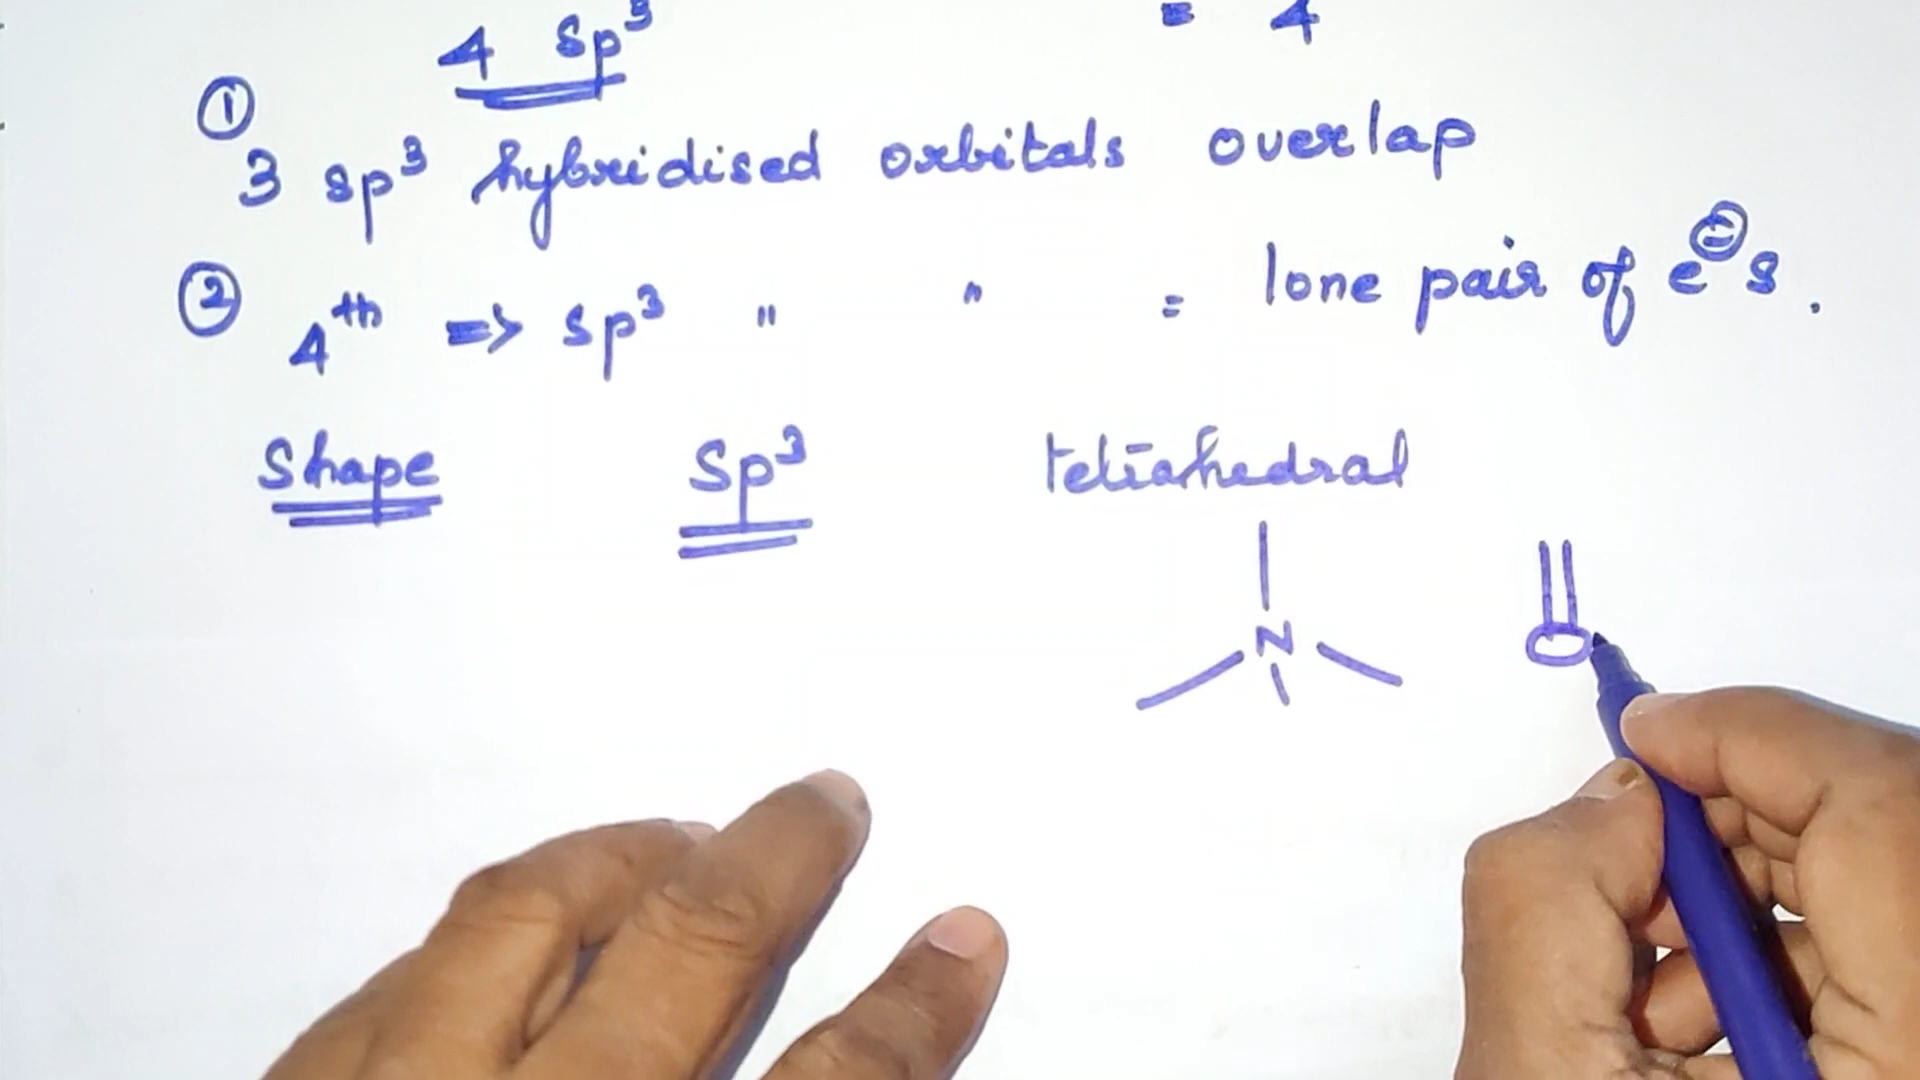 4 sp³ = 4
①
3 sp³ hybridised orbitals overlap
② 4th => sp³ " " = lone pair of e⊖s.
Shape Sp³ tetrahedral
N